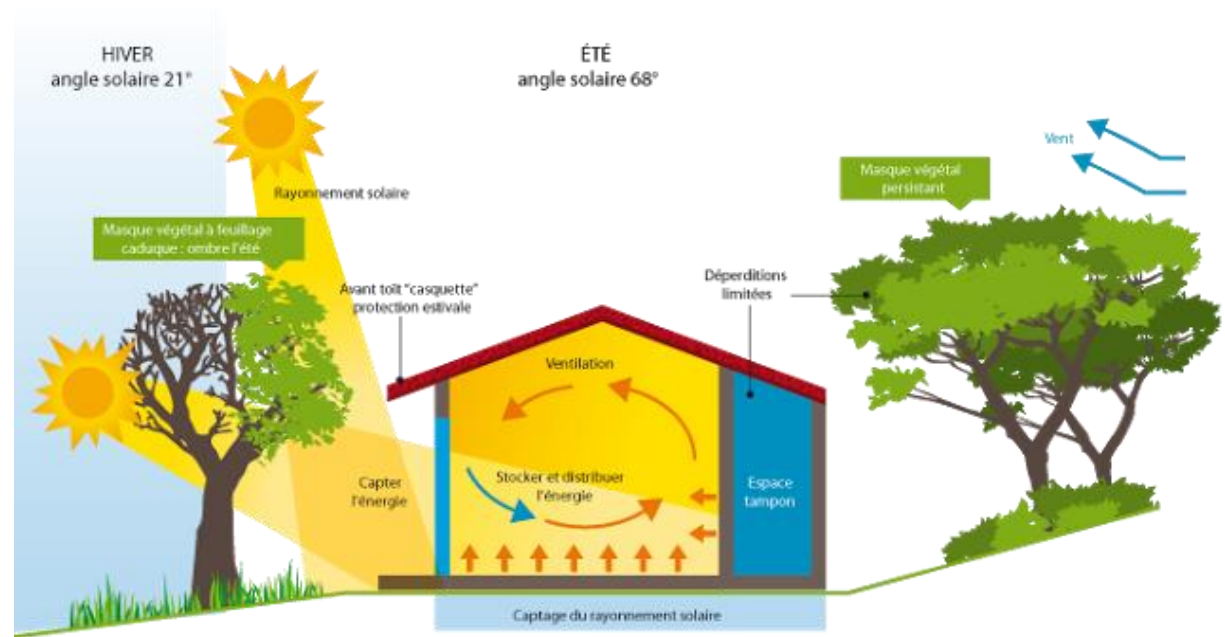 HIVER
angle solaire 21°
ÉTÉ
angle solaire 68°
Vent
Masque végétal
persistant
Rayonnement solaire
Masque végétal à feuillage
caduque : ombre l'été
Avant toît "casquette"
protection estivale
Déperditions
limitées
Ventilation
Capter
l'énergie
Stocker et distribuer
l'énergie
Espace
tampon
Captage du rayonnement solaire